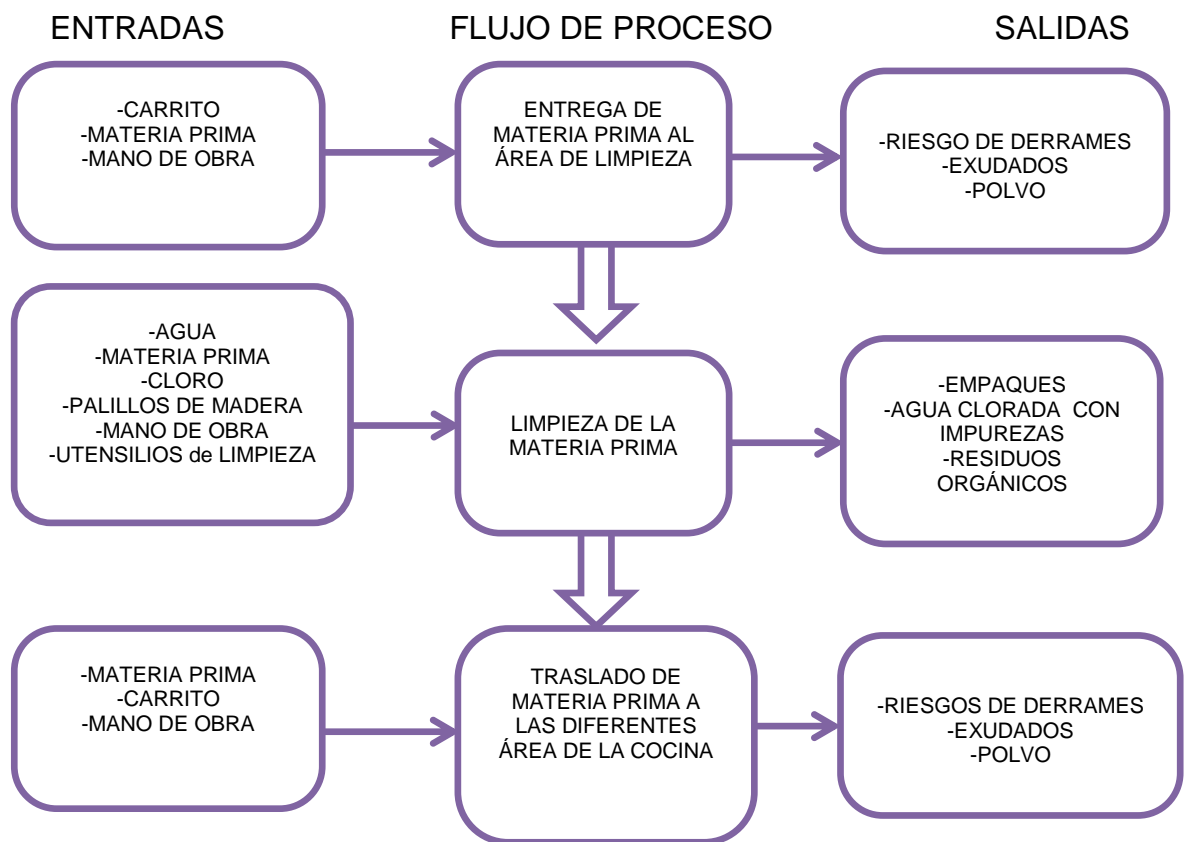 ENTRADAS
FLUJO DE PROCESO
SALIDAS
-CARRITO
-MATERIA PRIMA
-MANO DE OBRA
ENTREGA DE
MATERIA PRIMA AL
ÁREA DE LIMPIEZA
-RIESGO DE DERRAMES
-EXUDADOS
-POLVO
-AGUA
-MATERIA PRIMA
-CLORO
-PALILLOS DE MADERA
-MANO DE OBRA
-UTENSILIOS de LIMPIEZA
LIMPIEZA DE LA
MATERIA PRIMA
-EMPAQUES
-AGUA CLORADA CON
IMPUREZAS
-RESIDUOS
ORGÁNICOS
-MATERIA PRIMA
-CARRITO
-MANO DE OBRA
TRASLADO DE
MATERIA PRIMA A
LAS DIFERENTES
ÁREA DE LA COCINA
-RIESGOS DE DERRAMES
-EXUDADOS
-POLVO